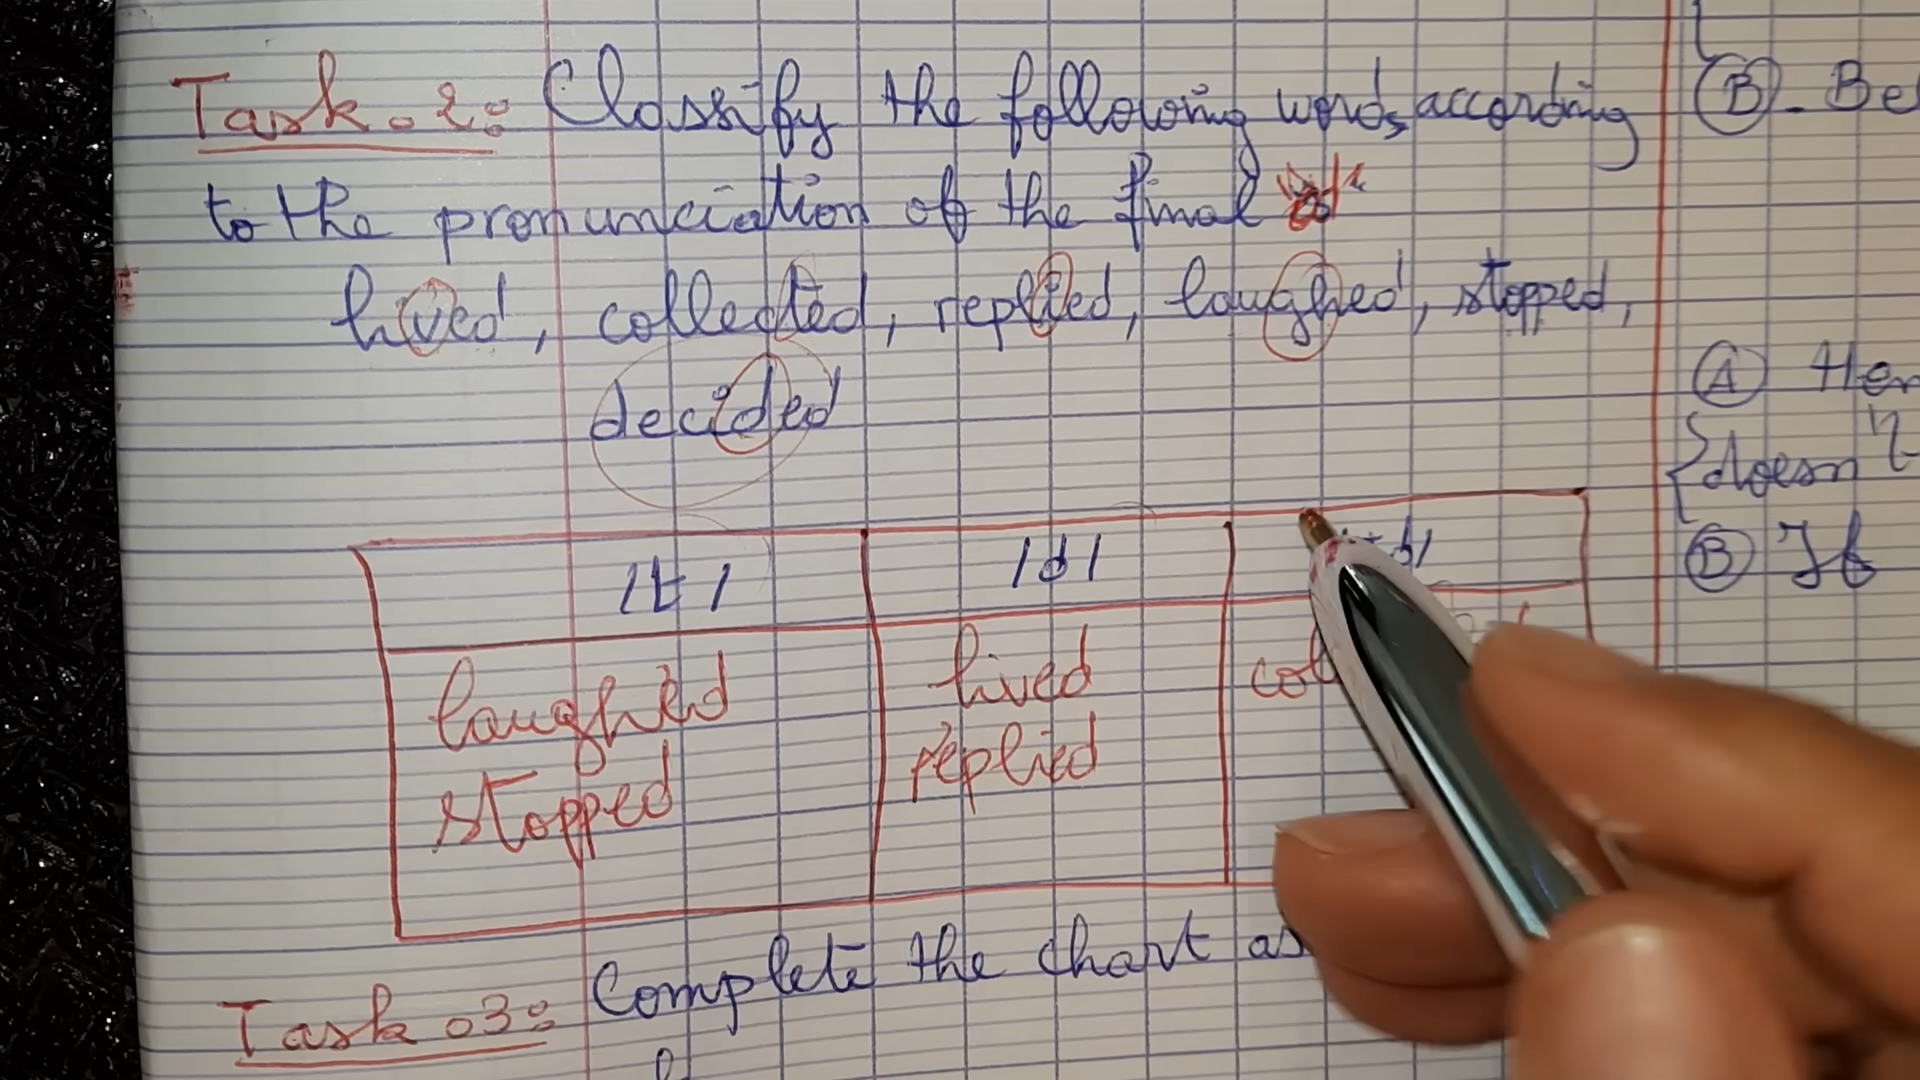 Task 2: Classify the following words according
to the pronunciation of the final "ed"
lived, collected, replied, laughed, stopped,
decided
/t/ /d/
laughed lived
stopped replied
Task 03: Complete the chart as
B - Be
A Her
doesn't
B If